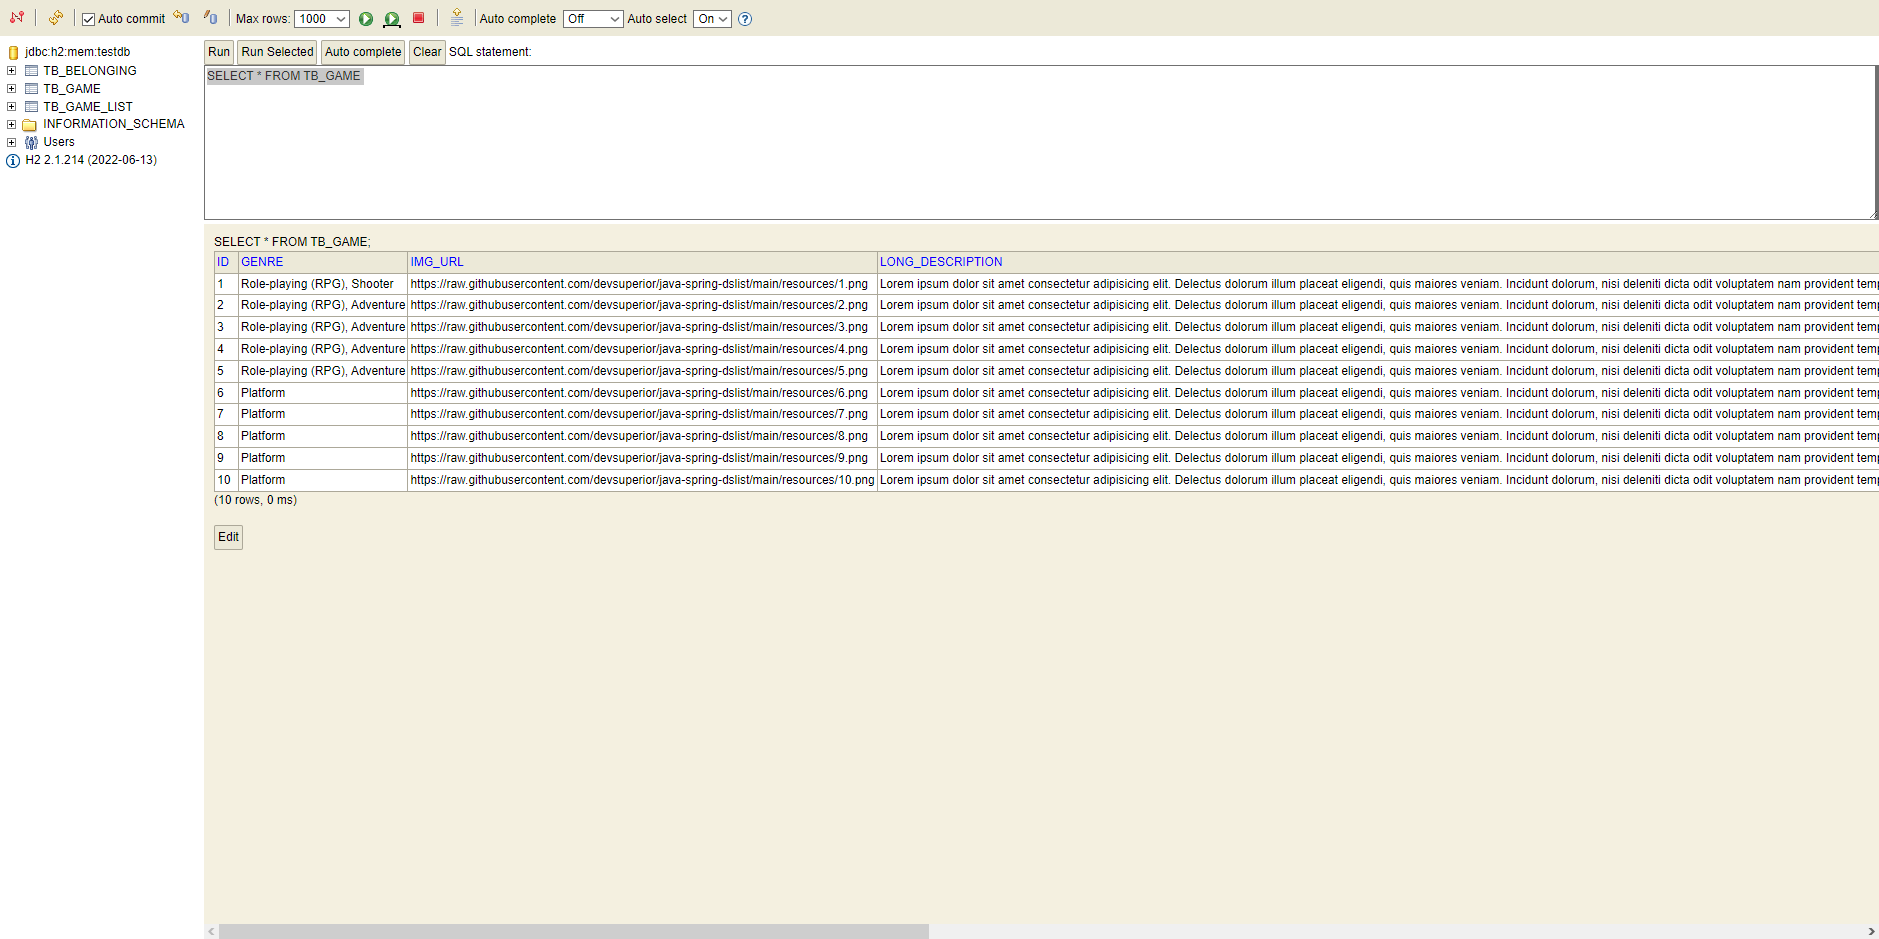 Auto commit Max rows: 1000 Auto complete Off Auto select On
jdbc:h2:mem:testdb
TB_BELONGING
TB_GAME
TB_GAME_LIST
INFORMATION_SCHEMA
Users
H2 2.1.214 (2022-06-13)
Run Run Selected Auto complete Clear SQL statement:
SELECT * FROM TB_GAME
SELECT * FROM TB_GAME;
ID GENRE IMG_URL LONG_DESCRIPTION
1 Role-playing (RPG), Shooter https://raw.githubusercontent.com/devsuperior/java-spring-dslist/main/resources/1.png Lorem ipsum dolor sit amet consectetur adipisicing elit. Delectus dolorum illum placeat eligendi, quis maiores veniam. Incidunt dolorum, nisi deleniti dicta odit voluptatem nam provident temp
2 Role-playing (RPG), Adventure https://raw.githubusercontent.com/devsuperior/java-spring-dslist/main/resources/2.png Lorem ipsum dolor sit amet consectetur adipisicing elit. Delectus dolorum illum placeat eligendi, quis maiores veniam. Incidunt dolorum, nisi deleniti dicta odit voluptatem nam provident temp
3 Role-playing (RPG), Adventure https://raw.githubusercontent.com/devsuperior/java-spring-dslist/main/resources/3.png Lorem ipsum dolor sit amet consectetur adipisicing elit. Delectus dolorum illum placeat eligendi, quis maiores veniam. Incidunt dolorum, nisi deleniti dicta odit voluptatem nam provident temp
4 Role-playing (RPG), Adventure https://raw.githubusercontent.com/devsuperior/java-spring-dslist/main/resources/4.png Lorem ipsum dolor sit amet consectetur adipisicing elit. Delectus dolorum illum placeat eligendi, quis maiores veniam. Incidunt dolorum, nisi deleniti dicta odit voluptatem nam provident temp
5 Role-playing (RPG), Adventure https://raw.githubusercontent.com/devsuperior/java-spring-dslist/main/resources/5.png Lorem ipsum dolor sit amet consectetur adipisicing elit. Delectus dolorum illum placeat eligendi, quis maiores veniam. Incidunt dolorum, nisi deleniti dicta odit voluptatem nam provident temp
6 Platform https://raw.githubusercontent.com/devsuperior/java-spring-dslist/main/resources/6.png Lorem ipsum dolor sit amet consectetur adipisicing elit. Delectus dolorum illum placeat eligendi, quis maiores veniam. Incidunt dolorum, nisi deleniti dicta odit voluptatem nam provident temp
7 Platform https://raw.githubusercontent.com/devsuperior/java-spring-dslist/main/resources/7.png Lorem ipsum dolor sit amet consectetur adipisicing elit. Delectus dolorum illum placeat eligendi, quis maiores veniam. Incidunt dolorum, nisi deleniti dicta odit voluptatem nam provident temp
8 Platform https://raw.githubusercontent.com/devsuperior/java-spring-dslist/main/resources/8.png Lorem ipsum dolor sit amet consectetur adipisicing elit. Delectus dolorum illum placeat eligendi, quis maiores veniam. Incidunt dolorum, nisi deleniti dicta odit voluptatem nam provident temp
9 Platform https://raw.githubusercontent.com/devsuperior/java-spring-dslist/main/resources/9.png Lorem ipsum dolor sit amet consectetur adipisicing elit. Delectus dolorum illum placeat eligendi, quis maiores veniam. Incidunt dolorum, nisi deleniti dicta odit voluptatem nam provident temp
10 Platform https://raw.githubusercontent.com/devsuperior/java-spring-dslist/main/resources/10.png Lorem ipsum dolor sit amet consectetur adipisicing elit. Delectus dolorum illum placeat eligendi, quis maiores veniam. Incidunt dolorum, nisi deleniti dicta odit voluptatem nam provident temp
(10 rows, 0 ms)
Edit